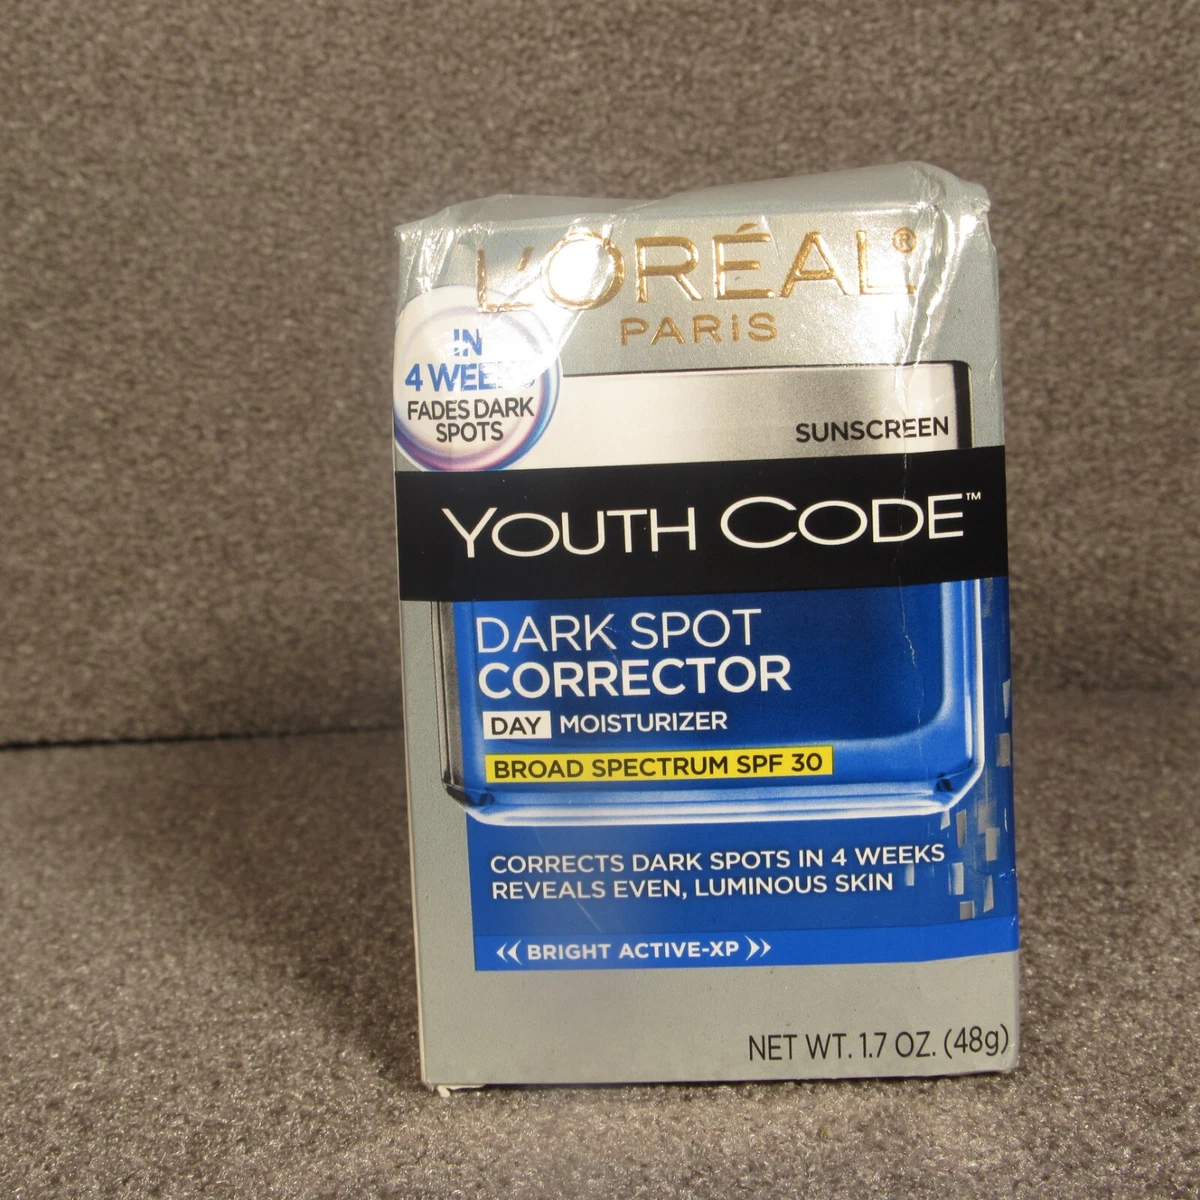 L'ORÉAL®
PARIS
IN
4 WEEKS
FADES DARK
SPOTS
SUNSCREEN
YOUTH CODE™
DARK SPOT
CORRECTOR
DAY MOISTURIZER
BROAD SPECTRUM SPF 30
CORRECTS DARK SPOTS IN 4 WEEKS
REVEALS EVEN, LUMINOUS SKIN
BRIGHT ACTIVE-XP
NET WT. 1.7 OZ. (48g)